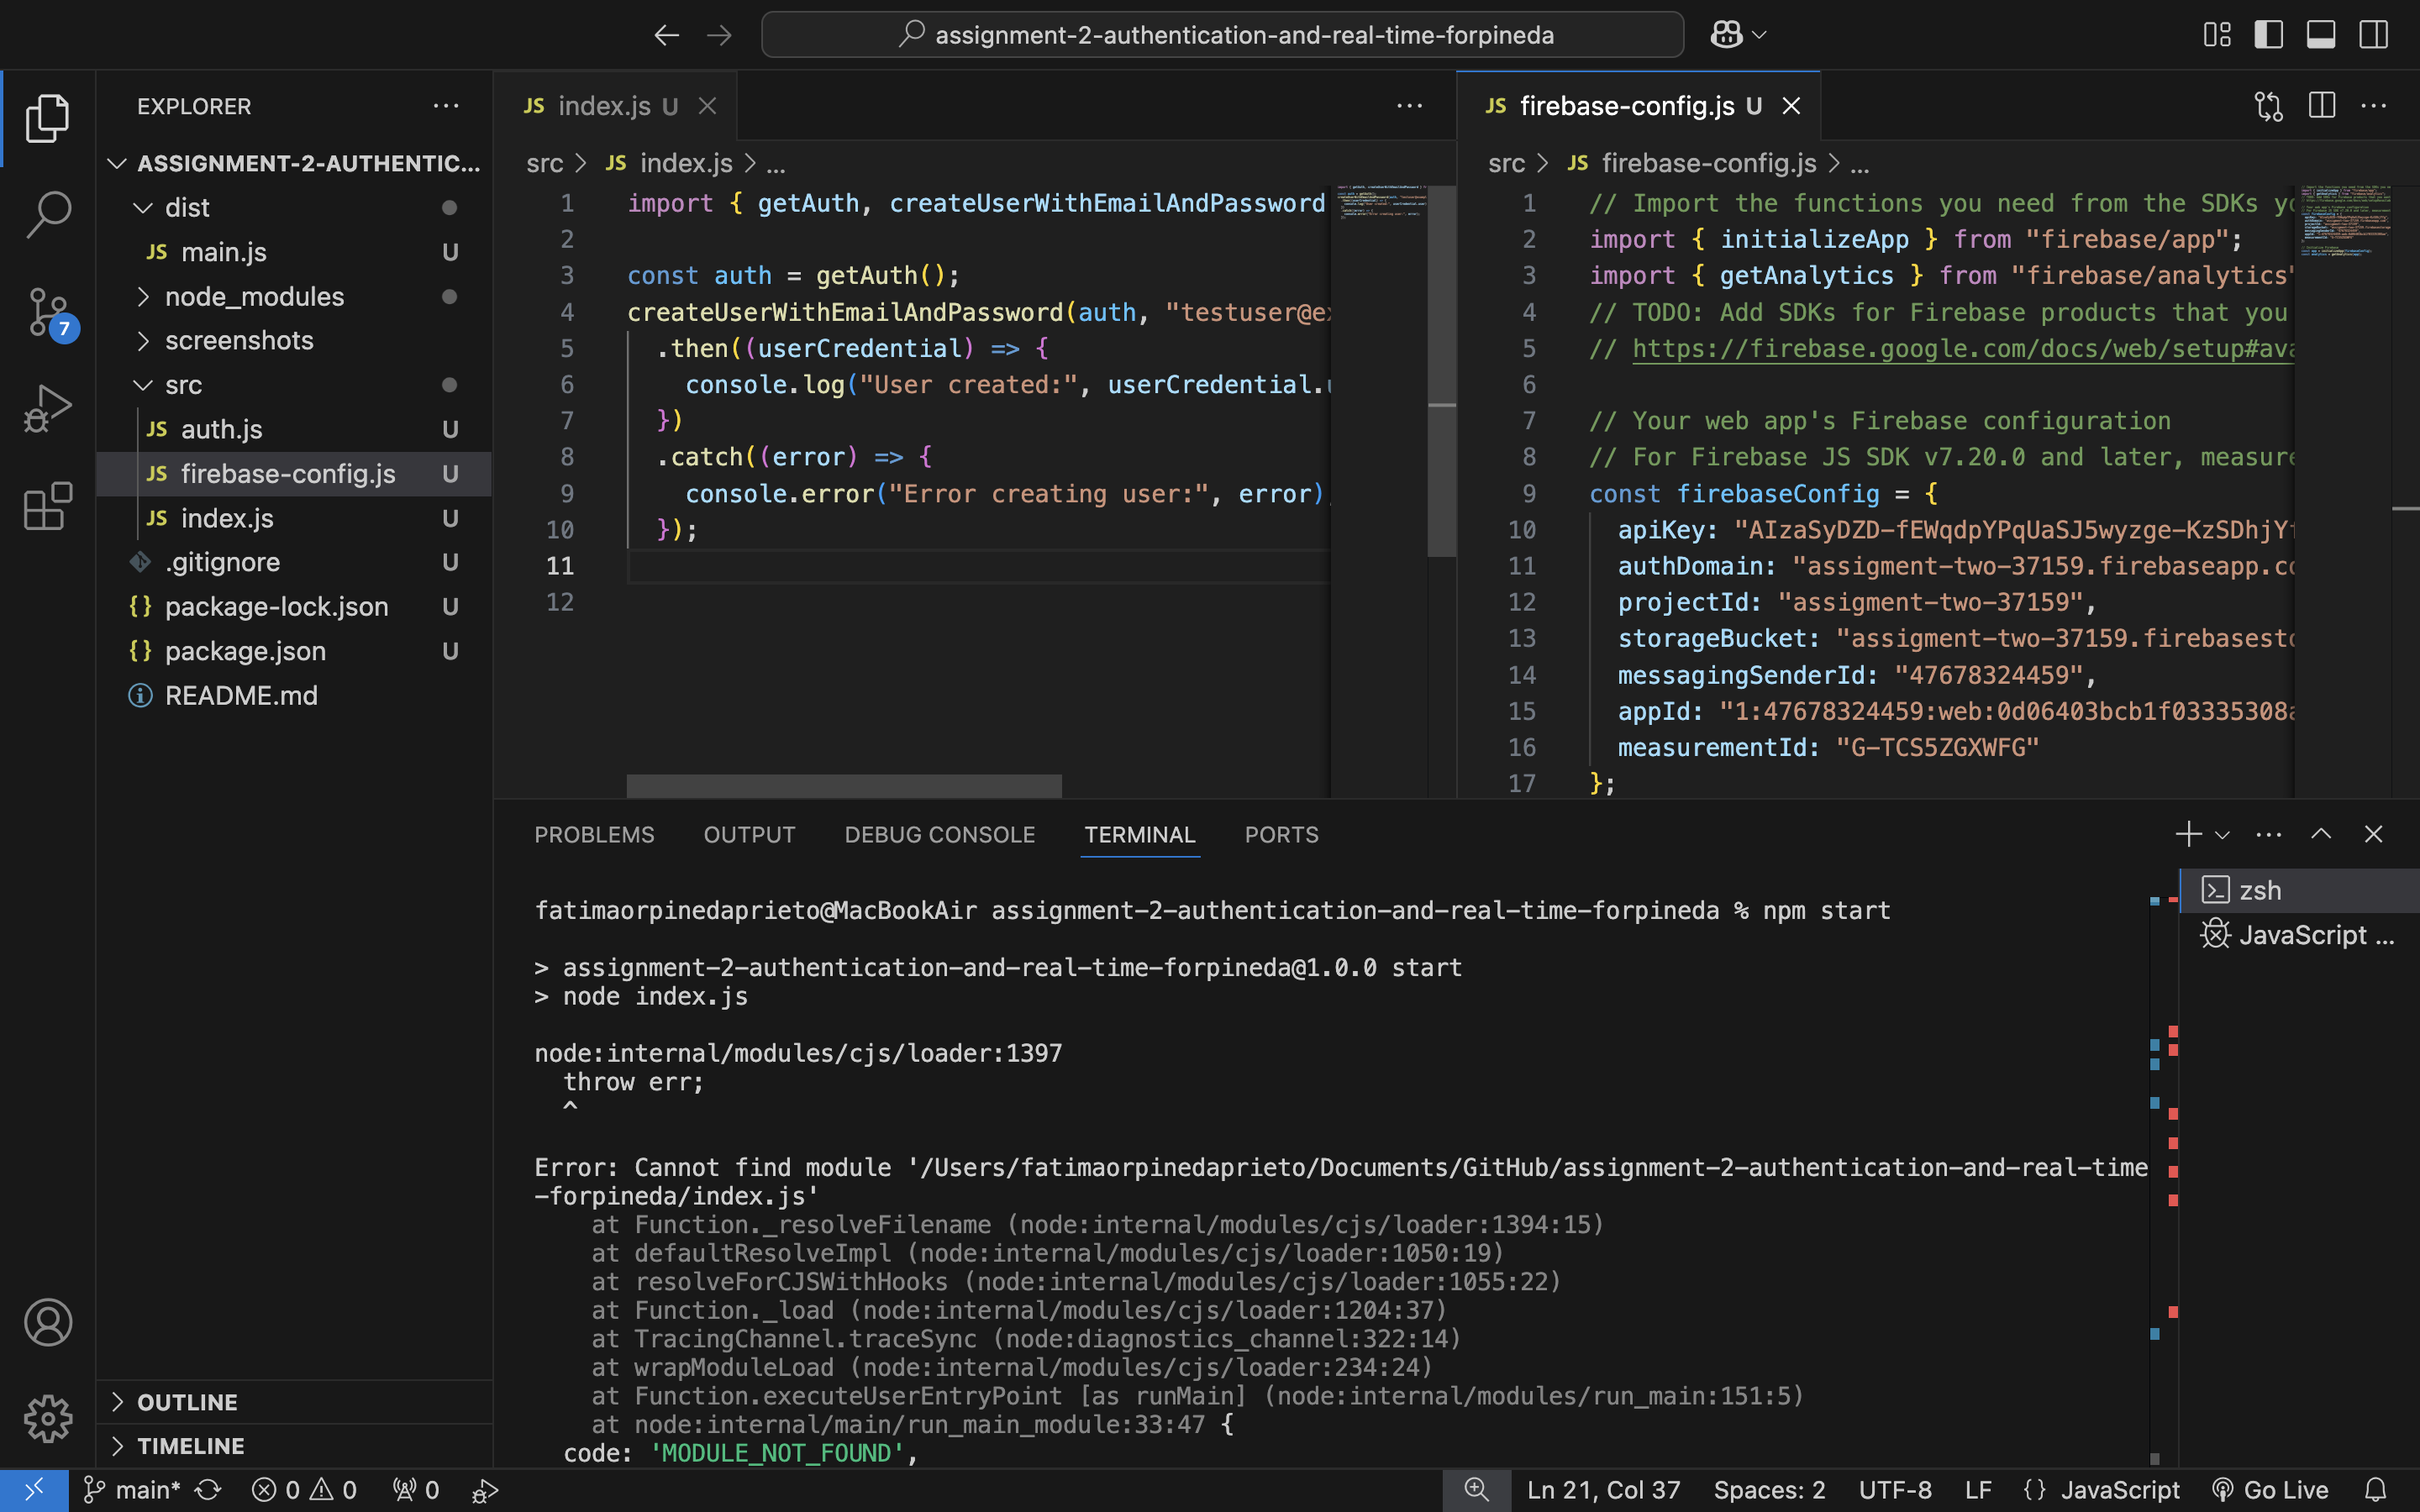 assignment-2-authentication-and-real-time-forpineda
EXPLORER
ASSIGNMENT-2-AUTHENTIC...
dist
JS main.js U
node_modules
screenshots
src
JS auth.js U
JS firebase-config.js U
JS index.js U
.gitignore U
{} package-lock.json U
{} package.json U
README.md
OUTLINE
TIMELINE
7
JS index.js U
src > JS index.js > ...
1 import { getAuth, createUserWithEmailAndPassword
2
3 const auth = getAuth();
4 createUserWithEmailAndPassword(auth, "testuser@ex
5 .then((userCredential) => {
6 console.log("User created:", userCredential.u
7 })
8 .catch((error) => {
9 console.error("Error creating user:", error)
10 });
11
12
JS firebase-config.js U
src > JS firebase-config.js > ...
1 // Import the functions you need from the SDKs yo
2 import { initializeApp } from "firebase/app";
3 import { getAnalytics } from "firebase/analytics"
4 // TODO: Add SDKs for Firebase products that you
5 // https://firebase.google.com/docs/web/setup#ava
6
7 // Your web app's Firebase configuration
8 // For Firebase JS SDK v7.20.0 and later, measure
9 const firebaseConfig = {
10 apiKey: "AIzaSyDZD-fEWqdpYPqUaSJ5wyzge-KzSDhjY
11 authDomain: "assigment-two-37159.firebaseapp.co
12 projectId: "assigment-two-37159",
13 storageBucket: "assigment-two-37159.firebasesto
14 messagingSenderId: "47678324459",
15 appId: "1:47678324459:web:0d06403bcb1f03335308a
16 measurementId: "G-TCS5ZGXWFG"
17 };
PROBLEMS OUTPUT DEBUG CONSOLE TERMINAL PORTS
zsh
JavaScript ...
fatimaorpinedaprieto@MacBookAir assignment-2-authentication-and-real-time-forpineda % npm start
> assignment-2-authentication-and-real-time-forpineda@1.0.0 start
> node index.js
node:internal/modules/cjs/loader:1397
throw err;
^
Error: Cannot find module '/Users/fatimaorpinedaprieto/Documents/GitHub/assignment-2-authentication-and-real-time
-forpineda/index.js'
at Function._resolveFilename (node:internal/modules/cjs/loader:1394:15)
at defaultResolveImpl (node:internal/modules/cjs/loader:1050:19)
at resolveForCJSWithHooks (node:internal/modules/cjs/loader:1055:22)
at Function._load (node:internal/modules/cjs/loader:1204:37)
at TracingChannel.traceSync (node:diagnostics_channel:322:14)
at wrapModuleLoad (node:internal/modules/cjs/loader:234:24)
at Function.executeUserEntryPoint [as runMain] (node:internal/modules/run_main:151:5)
at node:internal/main/run_main_module:33:47 {
code: 'MODULE_NOT_FOUND',
main* 0 0 0 Ln 21, Col 37 Spaces: 2 UTF-8 LF {} JavaScript Go Live